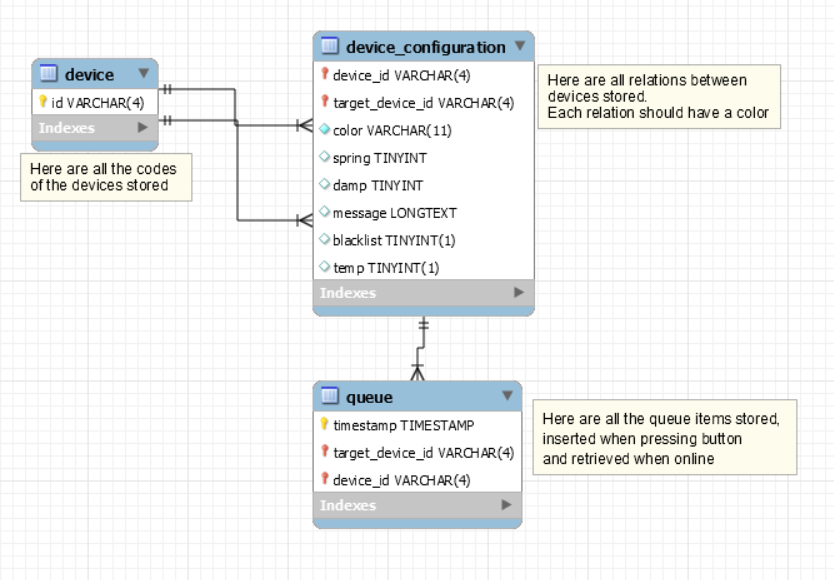 device
id VARCHAR(4)
Indexes
Here are all the codes
of the devices stored
device_configuration
device_id VARCHAR(4)
target_device_id VARCHAR(4)
color VARCHAR(11)
spring TINYINT
damp TINYINT
message LONGTEXT
blacklist TINYINT(1)
temp TINYINT(1)
Indexes
Here are all relations between
devices stored.
Each relation should have a color
queue
timestamp TIMESTAMP
target_device_id VARCHAR(4)
device_id VARCHAR(4)
Indexes
Here are all the queue items stored,
inserted when pressing button
and retrieved when online